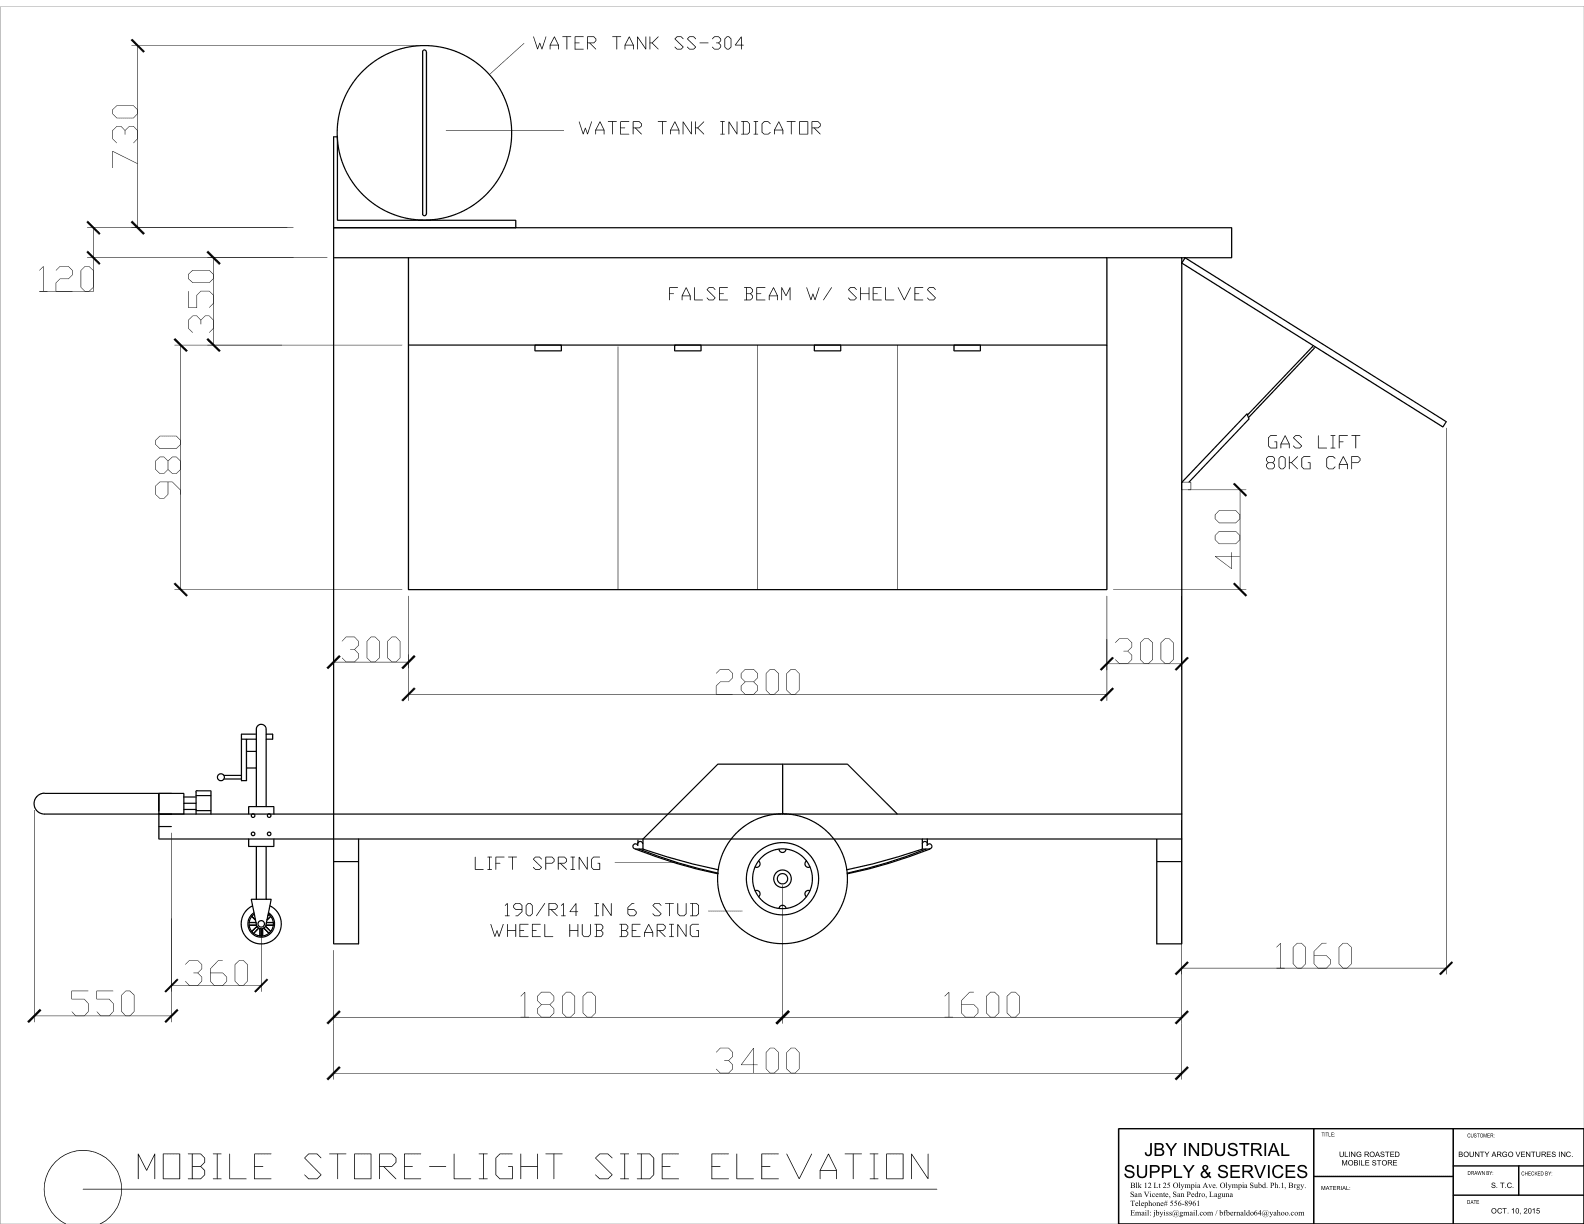 WATER TANK SS-304
730
WATER TANK INDICATOR
120
350
FALSE BEAM W/ SHELVES
980
GAS LIFT
80KG CAP
400
300
300
2800
LIFT SPRING
190/R14 IN 6 STUD
WHEEL HUB BEARING
360
550
1800
1600
1060
3400
MOBILE STORE-LIGHT SIDE ELEVATION
JBY INDUSTRIAL
SUPPLY & SERVICES
Blk 12 Lt 25 Olympia Ave. Olympia Subd. Ph.1, Brgy.
San Vicente, San Pedro, Laguna
Telephone# 556-8961
Email: jbyiss@gmail.com / bfbernaldo64@yahoo.com
TITLE:
ULING ROASTED
MOBILE STORE
MATERIAL:
CUSTOMER:
BOUNTY ARGO VENTURES INC.
DRAWN BY:
S. T.C.
CHECKED BY:
DATE
OCT. 10, 2015